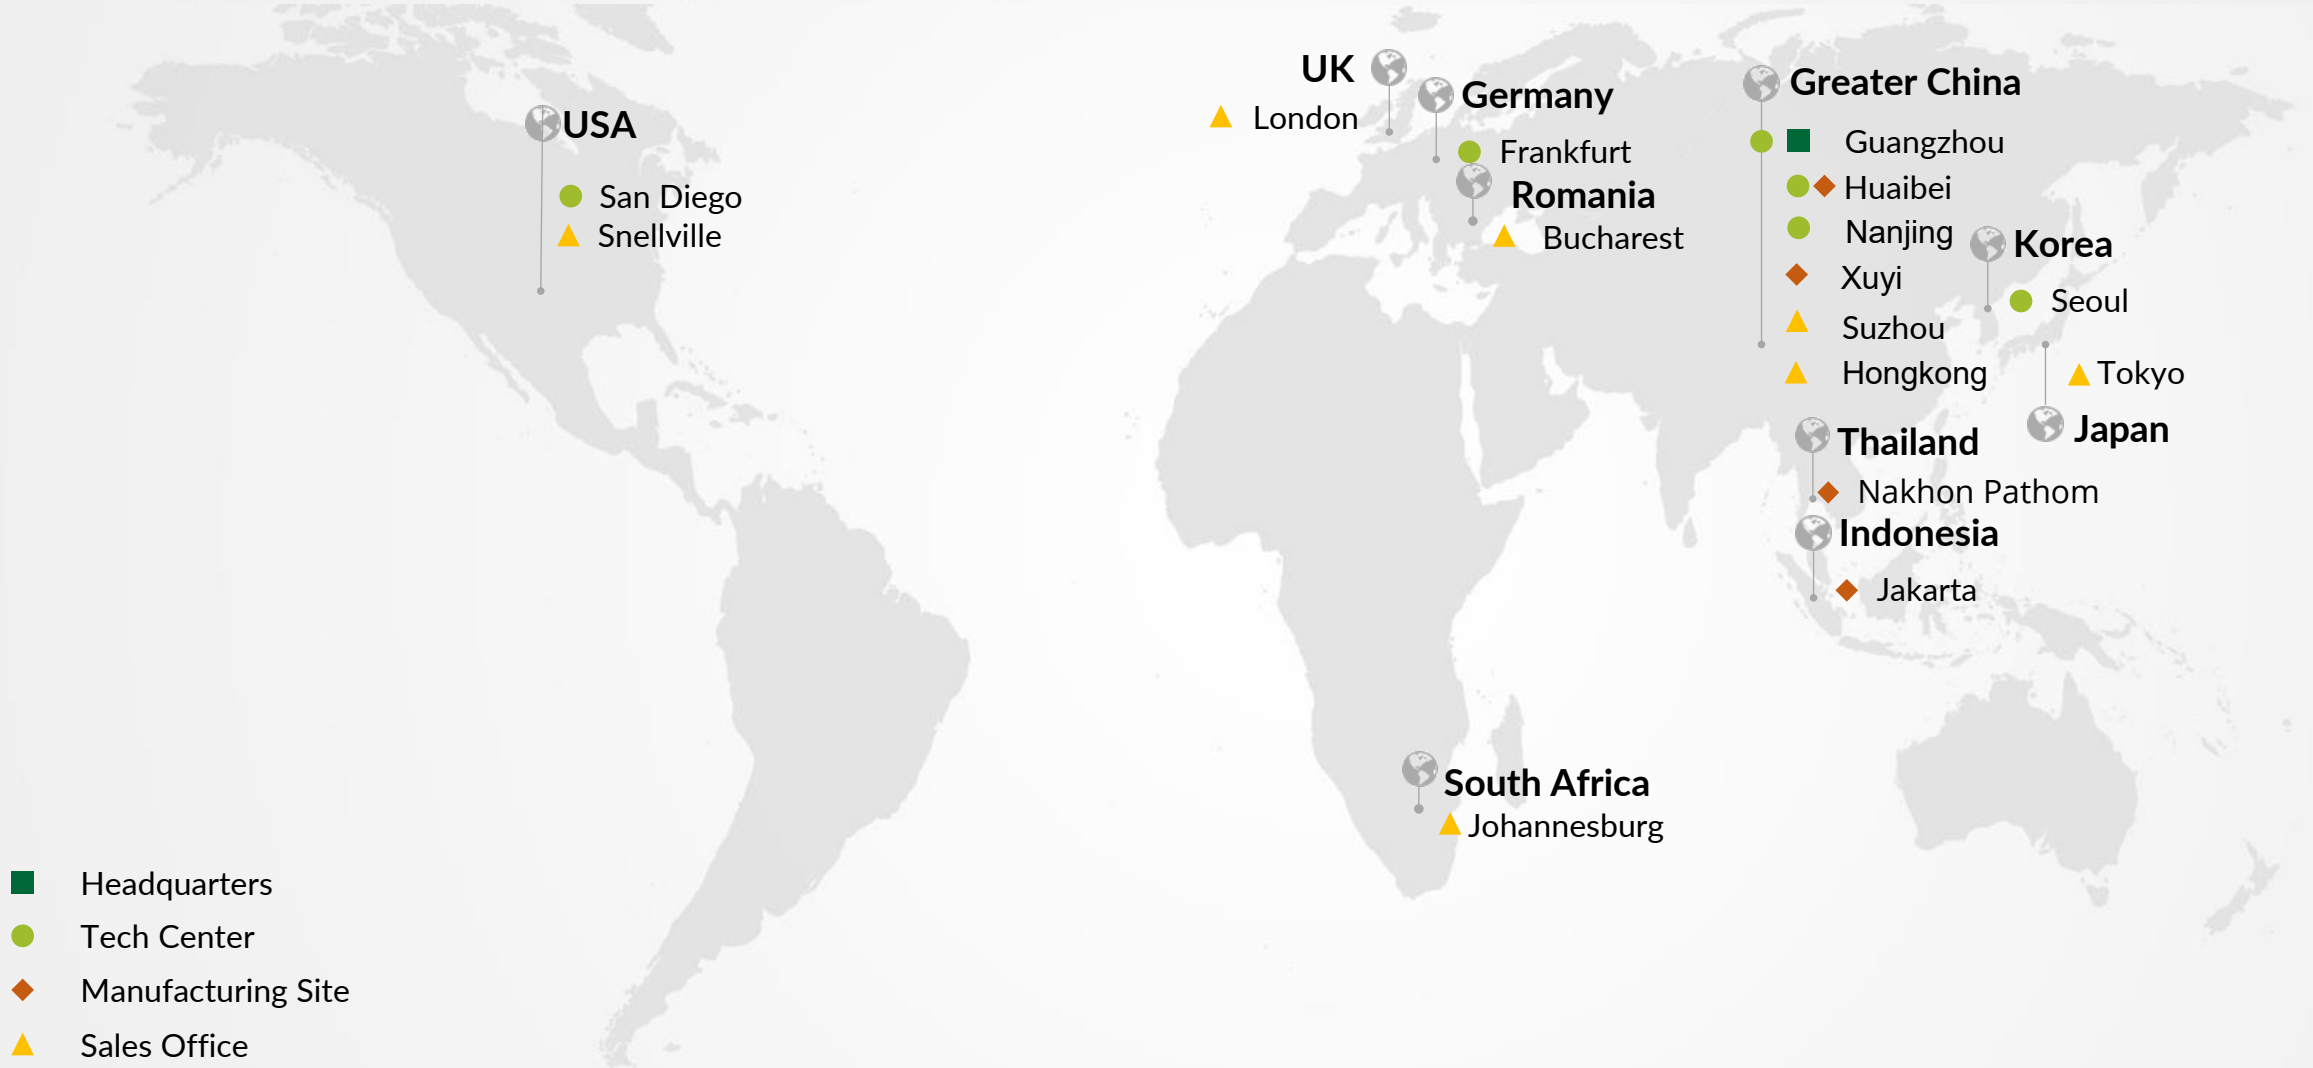 USA
San Diego
Snellville
UK
London
Germany
Frankfurt
Romania
Bucharest
Greater China
Guangzhou
Huaibei
Nanjing
Xuyi
Suzhou
Hongkong
Korea
Seoul
Tokyo
Japan
Thailand
Nakhon Pathom
Indonesia
Jakarta
South Africa
Johannesburg
Headquarters
Tech Center
Manufacturing Site
Sales Office